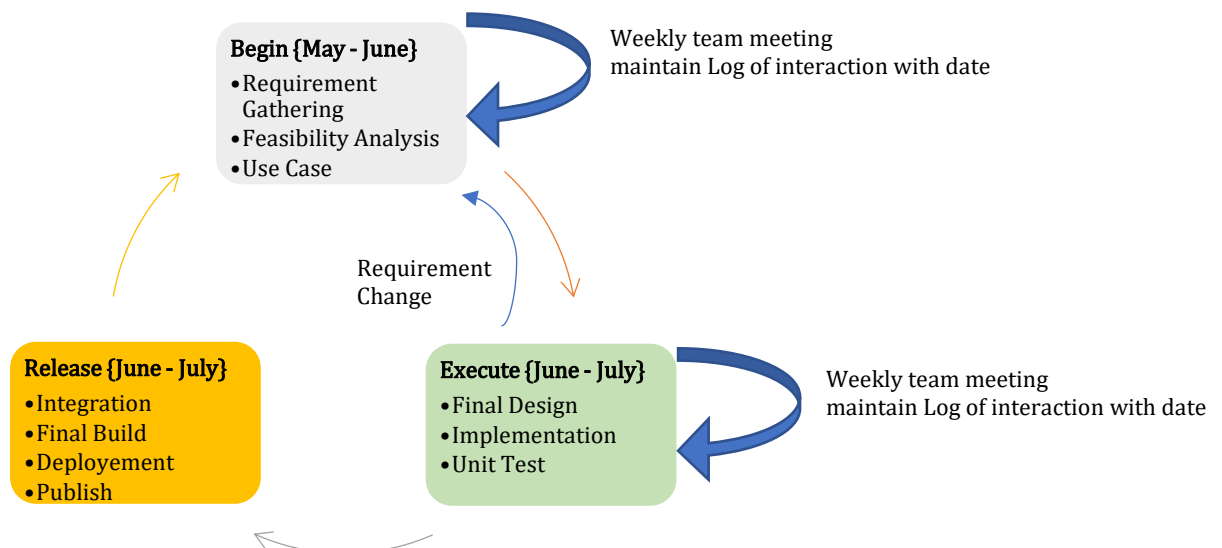 Begin {May - June}
•Requirement
Gathering
•Feasibility Analysis
•Use Case
Weekly team meeting
maintain Log of interaction with date
Requirement
Change
Release {June - July}
•Integration
•Final Build
•Deployement
•Publish
Execute {June - July}
•Final Design
•Implementation
•Unit Test
Weekly team meeting
maintain Log of interaction with date